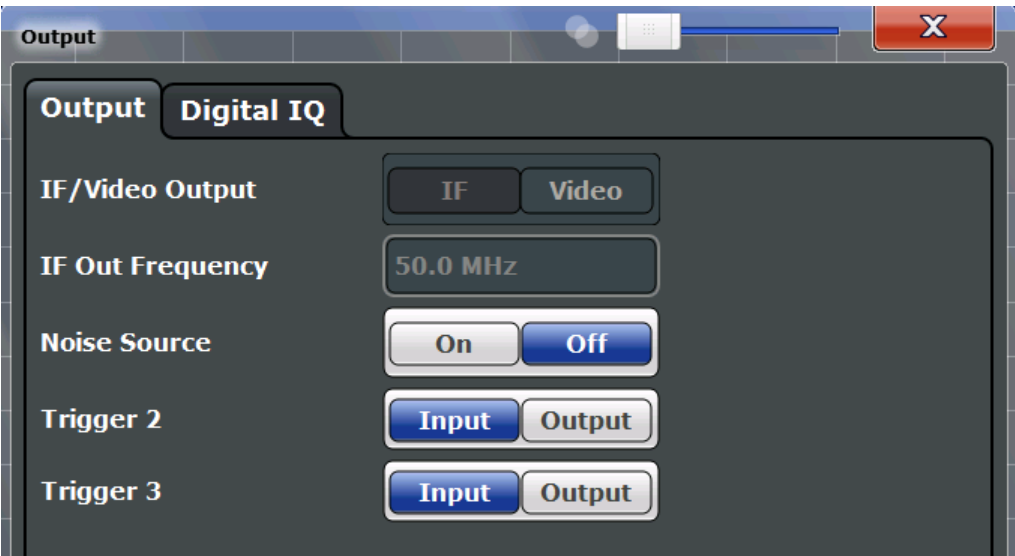 Output
X
Output Digital IQ
IF/Video Output IF Video
IF Out Frequency 50.0 MHz
Noise Source On Off
Trigger 2 Input Output
Trigger 3 Input Output